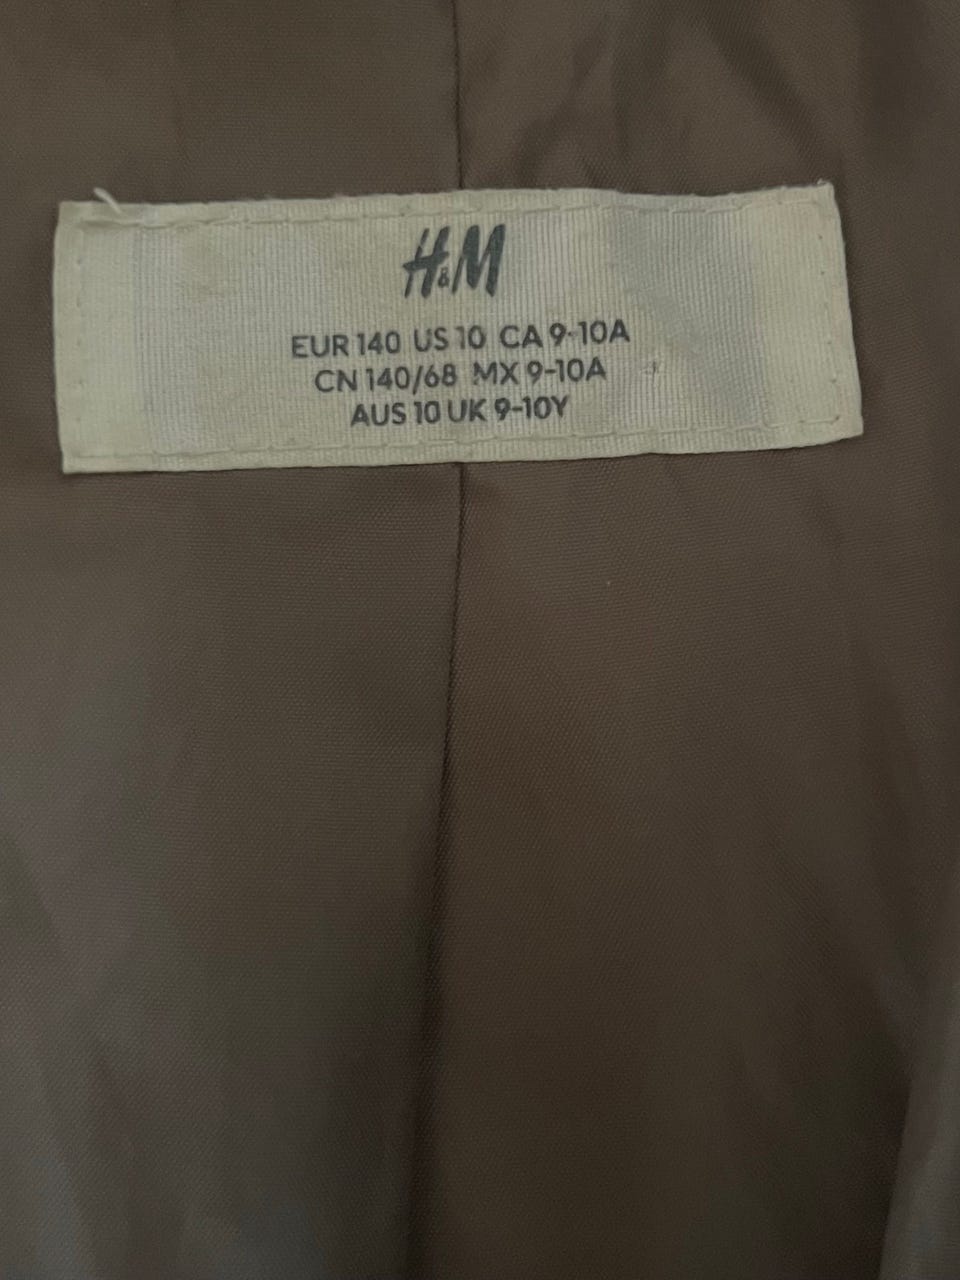 H&M
EUR 140 US 10 CA 9-10A
CN 140/68 MX 9-10A
AUS 10 UK 9-10Y